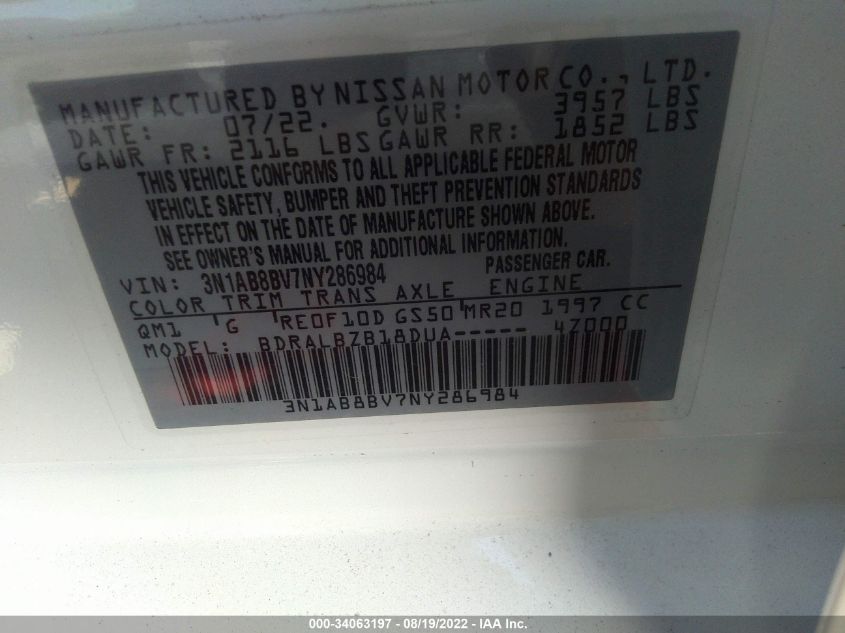 MANUFACTURED BY NISSAN MOTOR CO., LTD.
DATE: 07/22. GVWR: 3957 LBS
GAWR FR: 2116 LBS GAWR RR: 1852 LBS
THIS VEHICLE CONFORMS TO ALL APPLICABLE FEDERAL MOTOR
VEHICLE SAFETY, BUMPER AND THEFT PREVENTION STANDARDS
IN EFFECT ON THE DATE OF MANUFACTURE SHOWN ABOVE.
SEE OWNER'S MANUAL FOR ADDITIONAL INFORMATION.
VIN: 3N1AB8BV7NY286984 PASSENGER CAR.
COLOR TRIM TRANS AXLE ENGINE
QM1 G RE0F10D GS50 MR20 1997 CC
MODEL: BDRALBZB18DUA----- 4Z000
3N1AB8BV7NY286984
000-34063197 - 08/19/2022 - IAA Inc.